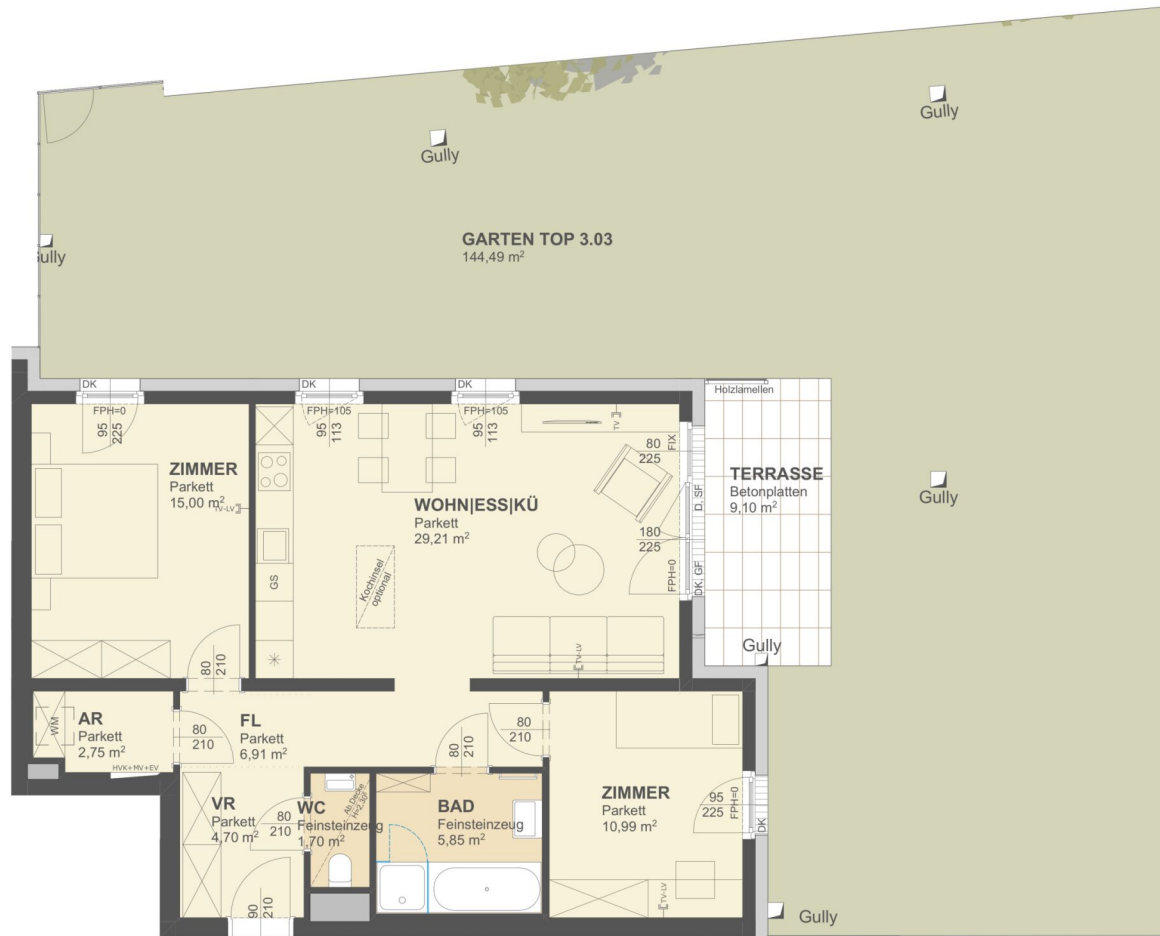 Gully
Gully
Gully
GARTEN TOP 3.03
144,49 m²
DK
DK
DK
Holzlamellen
FPH=0
FPH=105
FPH=105
95
225
95
113
95
113
TV
80
225
FIX
ZIMMER
Parkett
15,00 m²
TV-LV
WOHN|ESS|KÜ
Parkett
29,21 m²
TERRASSE
Betonplatten
9,10 m²
D, SF
Gully
180
225
FPH=0
DK, GF
GS
Kochinsel
optional
TV-LV
Gully
80
210
AR
Parkett
2,75 m²
WM
HVK+MV+EV
80
210
FL
Parkett
6,91 m²
80
210
80
210
ZIMMER
Parkett
10,99 m²
95
225
FPH=0
DK
VR
Parkett
4,70 m²
80
210
WC
Feinsteinzeug
1,70 m²
Ab.Decke
BAD
Feinsteinzeug
5,85 m²
TV-LV
90
210
Gully